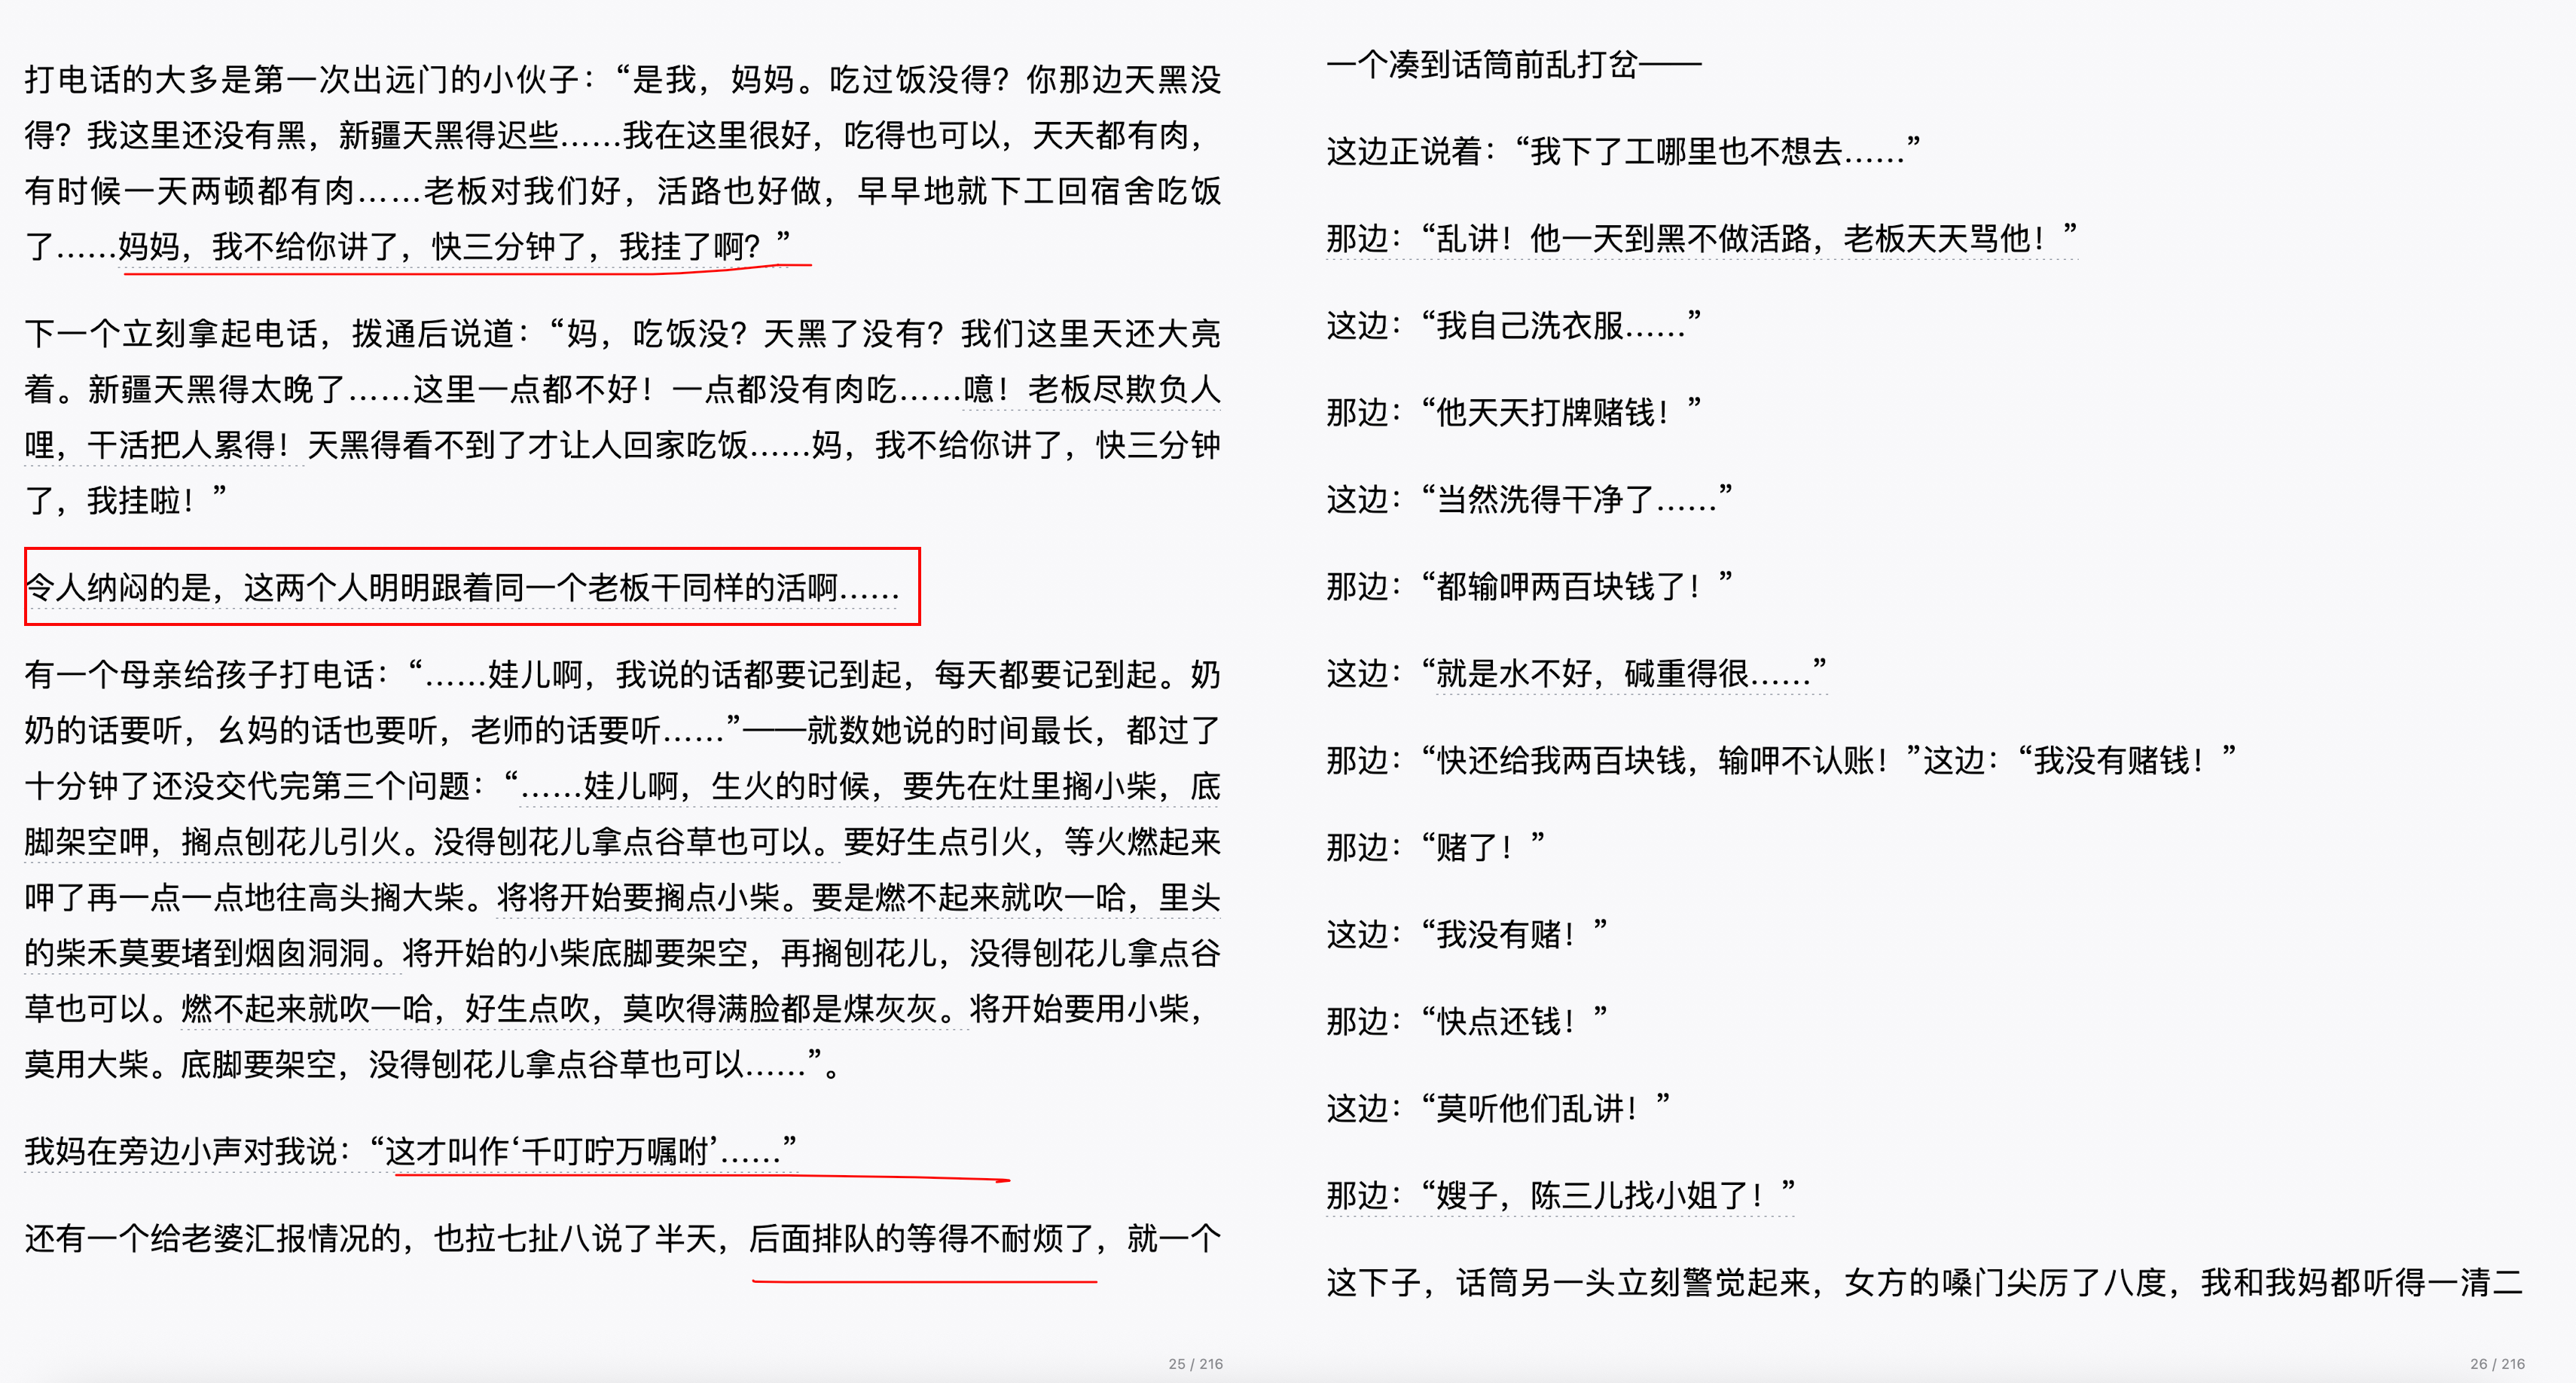 打电话的大多是第一次出远门的小伙子：“是我，妈妈。吃过饭没得？你那边天黑没
得？我这里还没有黑，新疆天黑得迟些……我在这里很好，吃得也可以，天天都有肉，
有时候一天两顿都有肉……老板对我们好，活路也好做，早早地就下工回宿舍吃饭
了……妈妈，我不给你讲了，快三分钟了，我挂了啊？”
下一个立刻拿起电话，拨通后说道：“妈，吃饭没？天黑了没有？我们这里天还大亮
着。新疆天黑得太晚了……这里一点都不好！一点都没有肉吃……噫！老板尽欺负人
哩，干活把人累得！天黑得看不到了才让人回家吃饭……妈，我不给你讲了，快三分钟
了，我挂啦！”
令人纳闷的是，这两个人明明跟着同一个老板干同样的活啊……
有一个母亲给孩子打电话：“……娃儿啊，我说的话都要记到起，每天都要记到起。奶
奶的话要听，幺妈的话也要听，老师的话要听……”——就数她说的时间最长，都过了
十分钟了还没交代完第三个问题：“……娃儿啊，生火的时候，要先在灶里搁小柴，底
脚架空呷，搁点刨花儿引火。没得刨花儿拿点谷草也可以。要好生点引火，等火燃起来
呷了再一点一点地往高头搁大柴。将将开始要搁点小柴。要是燃不起来就吹一哈，里头
的柴禾莫要堵到烟囱洞洞。将开始的小柴底脚要架空，再搁刨花儿，没得刨花儿拿点谷
草也可以。燃不起来就吹一哈，好生点吹，莫吹得满脸都是煤灰灰。将开始要用小柴，
莫用大柴。底脚要架空，没得刨花儿拿点谷草也可以……”。
我妈在旁边小声对我说：“这才叫作‘千叮咛万嘱咐’……”
还有一个给老婆汇报情况的，也拉七扯八说了半天，后面排队的等得不耐烦了，就一个
25 / 216
一个凑到话筒前乱打岔——
这边正说着：“我下了工哪里也不想去……”
那边：“乱讲！他一天到黑不做活路，老板天天骂他！”
这边：“我自己洗衣服……”
那边：“他天天打牌赌钱！”
这边：“当然洗得干净了……”
那边：“都输呷两百块钱了！”
这边：“就是水不好，碱重得很……”
那边：“快还给我两百块钱，输呷不认账！”这边：“我没有赌钱！”
那边：“赌了！”
这边：“我没有赌！”
那边：“快点还钱！”
这边：“莫听他们乱讲！”
那边：“嫂子，陈三儿找小姐了！”
这下子，话筒另一头立刻警觉起来，女方的嗓门尖厉了八度，我和我妈都听得一清二
26 / 216